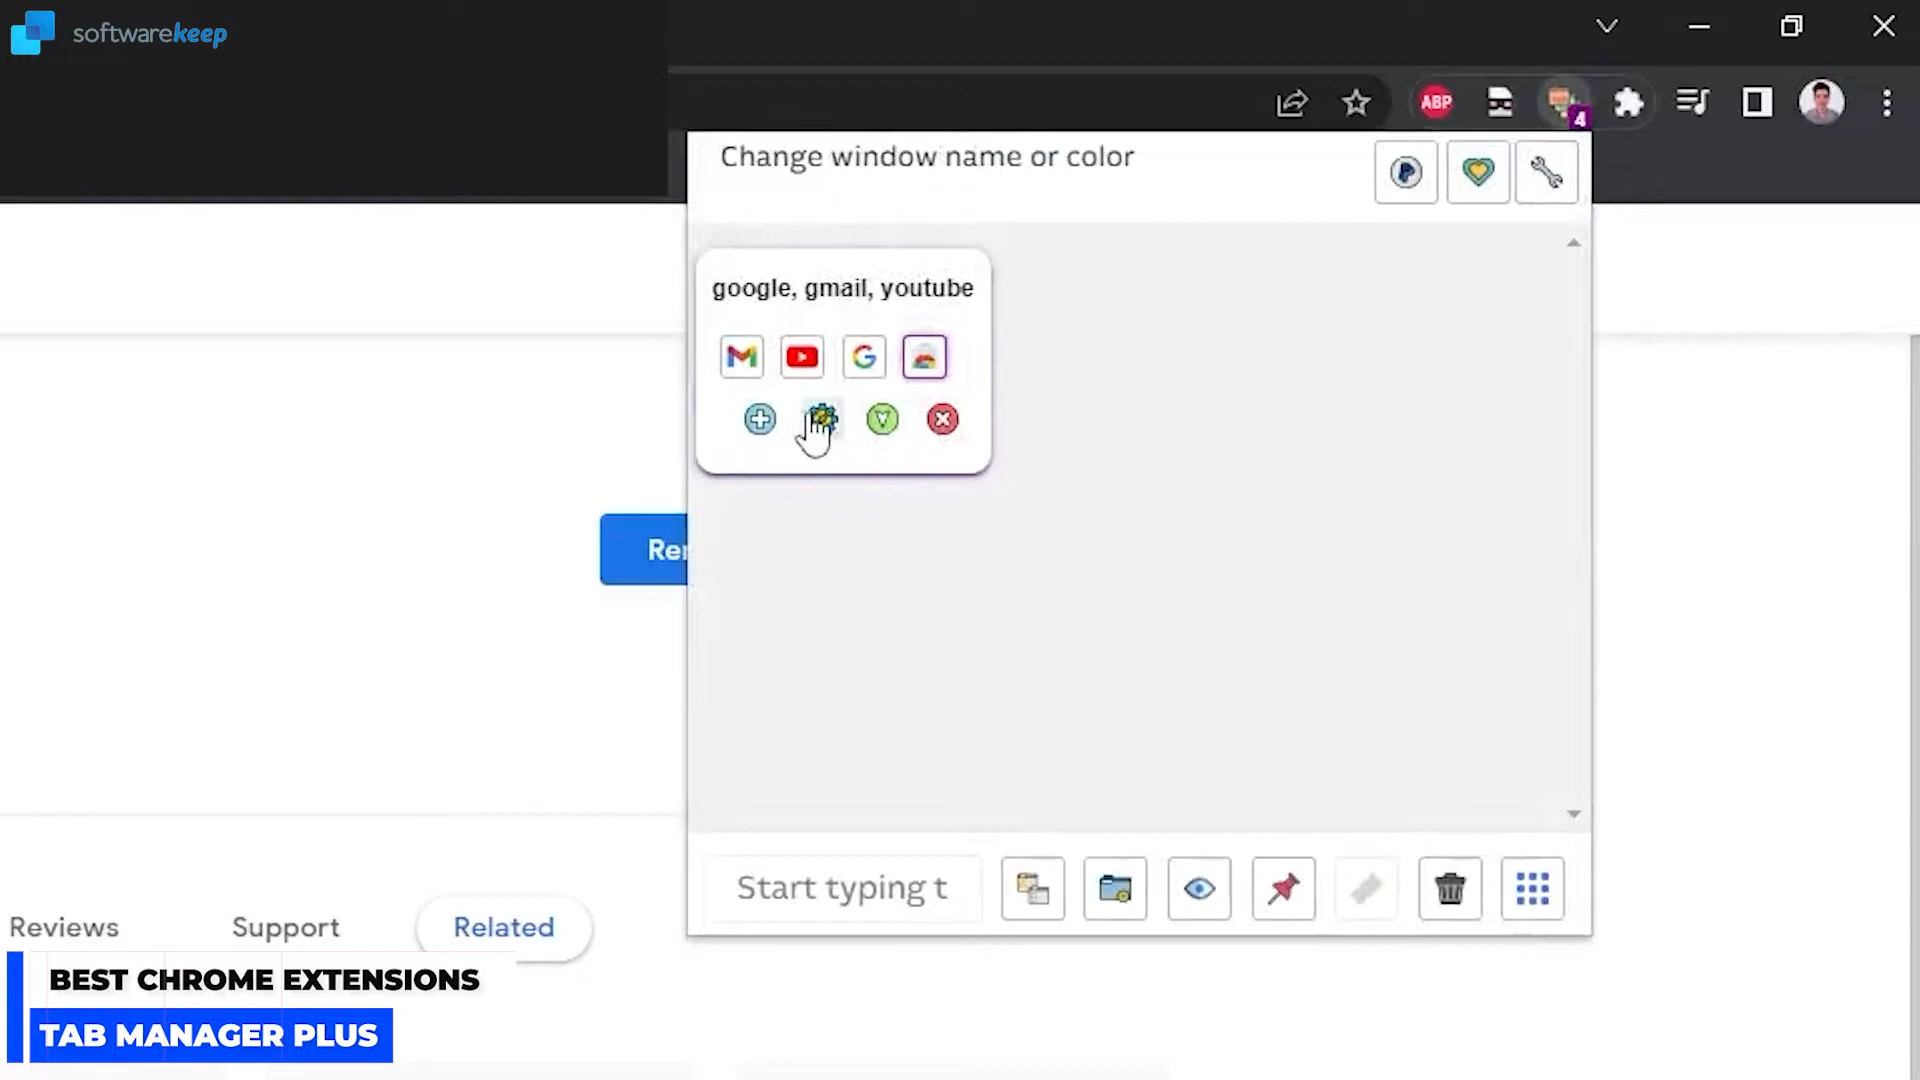 softwarekeep
ABP
4
Change window name or color
google, gmail, youtube
Rer
Start typing t
Reviews Support Related
BEST CHROME EXTENSIONS
TAB MANAGER PLUS